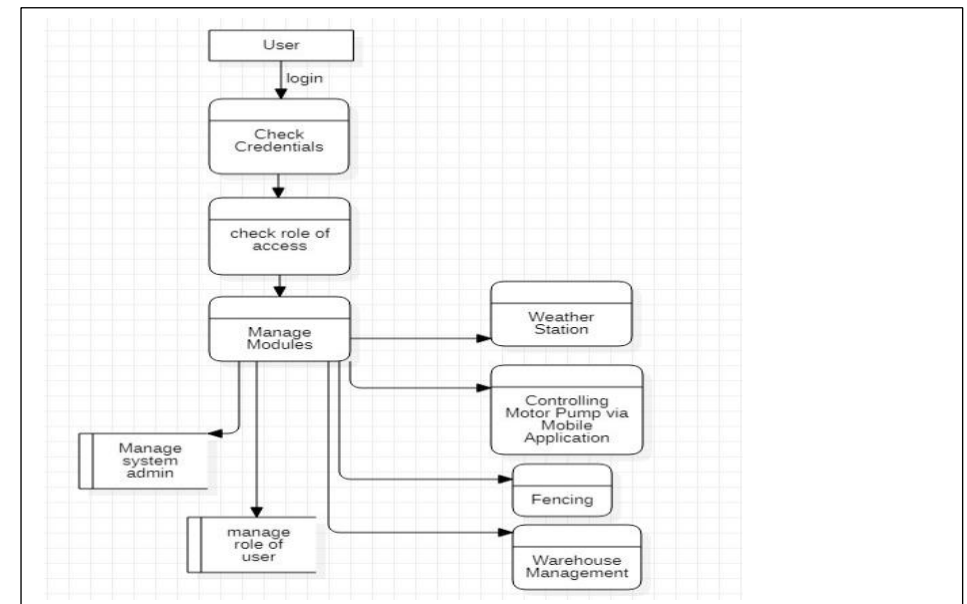 User
login
Check
Credentials
check role of
access
Manage
Modules
Weather
Station
Controlling
Motor Pump via
Mobile
Application
Manage
system
admin
Fencing
manage
role of
user
Warehouse
Management